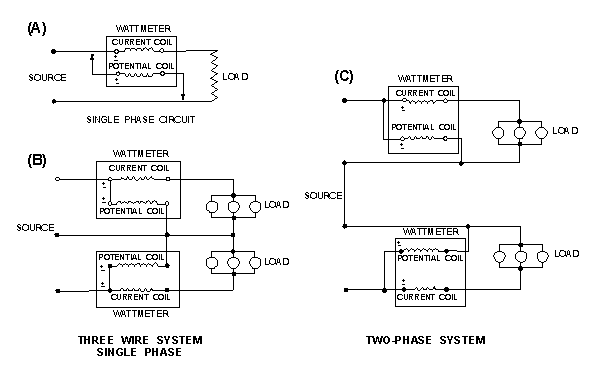 (A)
WATTMETER
CURRENT COIL
±
POTENTIAL COIL
±
SOURCE
LOAD
SINGLE PHASE CIRCUIT
(B)
WATTMETER
CURRENT COIL
±
±
POTENTIAL COIL
LOAD
SOURCE
POTENTIAL COIL
±
±
CURRENT COIL
LOAD
WATTMETER
THREE WIRE SYSTEM
SINGLE PHASE
(C)
WATTMETER
CURRENT COIL
±
POTENTIAL COIL
±
LOAD
SOURCE
WATTMETER
±
POTENTIAL COIL
±
CURRENT COIL
LOAD
TWO-PHASE SYSTEM